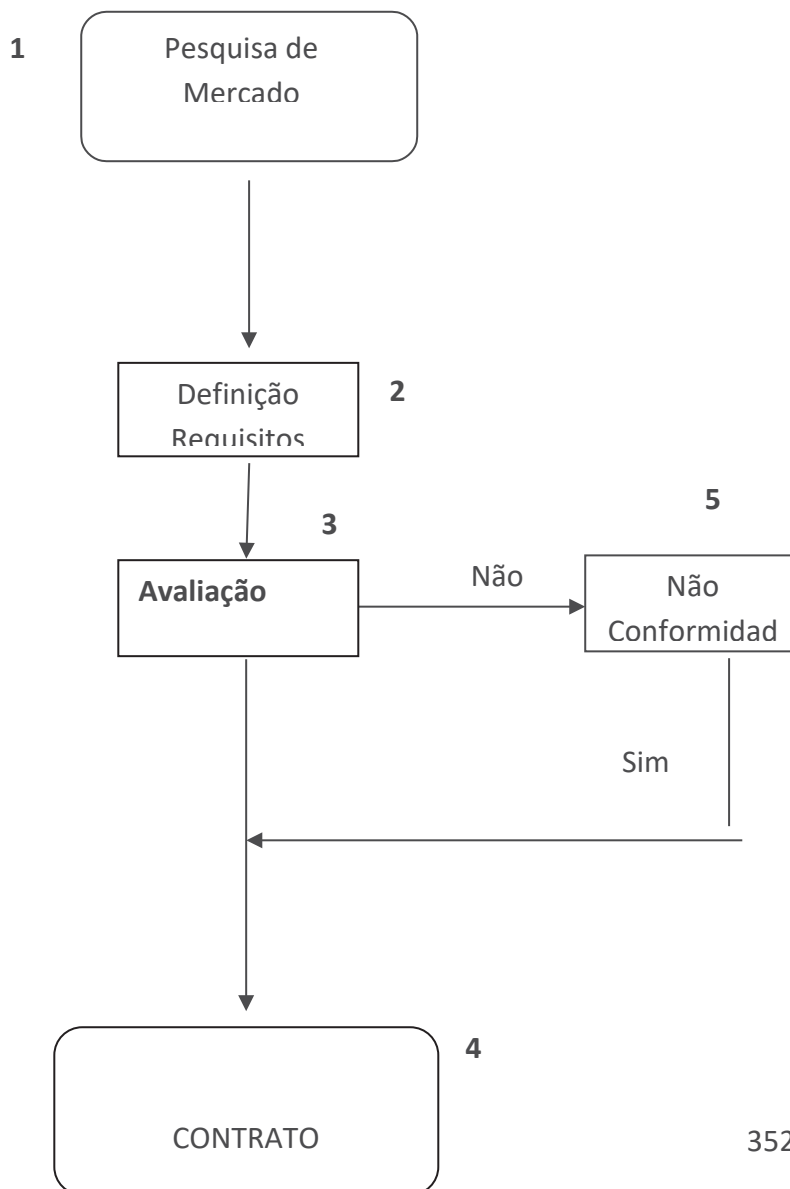 1
Pesquisa de
Mercado
Definição
Requisitos
2
3
5
Avaliação
Não
Não
Conformidad
Sim
4
CONTRATO
352